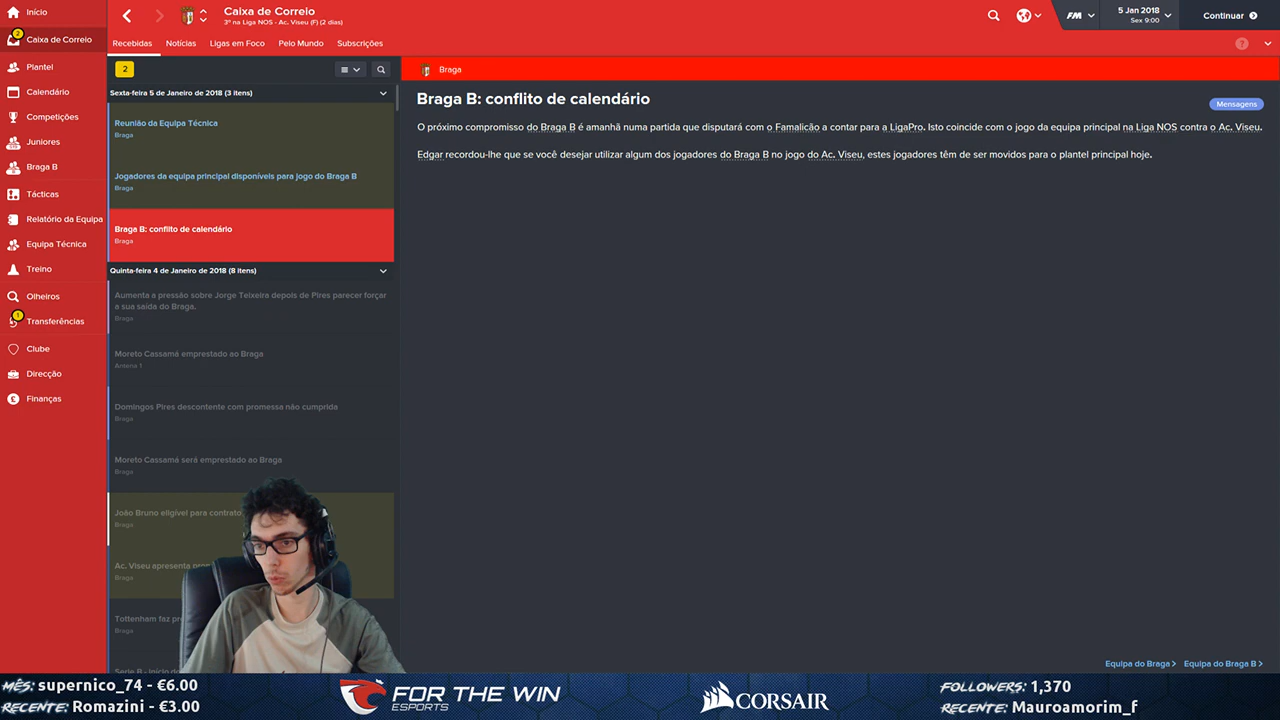 Início
2
Caixa de Correio
Plantel
Calendário
Competições
Juniores
Braga B
Tácticas
Relatório da Equipa
Equipa Técnica
Treino
Olheiros
1
Transferências
Clube
Direcção
Finanças
Caixa de Correio
3º na Liga NOS - Ac. Viseu (F) (2 dias)
FM
5 Jan 2018
Sex 9:00
Continuar
Recebidas Notícias Ligas em Foco Pelo Mundo Subscrições
?
2
Sexta-feira 5 de Janeiro de 2018 (3 itens)
Reunião da Equipa Técnica
Braga
Jogadores da equipa principal disponíveis para jogo do Braga B
Braga
Braga B: conflito de calendário
Braga
Quinta-feira 4 de Janeiro de 2018 (8 itens)
Aumenta a pressão sobre Jorge Teixeira depois de Pires parecer forçar
a sua saída do Braga.
Braga
Moreto Cassamá emprestado ao Braga
Antena 1
Domingos Pires descontente com promessa não cumprida
Braga
Moreto Cassamá será emprestado ao Braga
Braga
João Bruno elegível para contrato
Braga
Ac. Viseu apresenta
Braga
Tottenham faz
Braga
Serie B - início
Braga
Braga B: conflito de calendário
Mensagens
O próximo compromisso do Braga B é amanhã numa partida que disputará com o Famalicão a contar para a LigaPro. Isto coincide com o jogo da equipa principal na Liga NOS contra o Ac. Viseu.
Edgar recordou-lhe que se você desejar utilizar algum dos jogadores do Braga B no jogo do Ac. Viseu, estes jogadores têm de ser movidos para o plantel principal hoje.
Equipa do Braga > Equipa do Braga B >
MÊS: supernico_74 - €6.00
RECENTE: Romazini - €3.00
FOR THE WIN
ESPORTS
CORSAIR
FOLLOWERS: 1,370
RECENTE: Mauroamorim_f